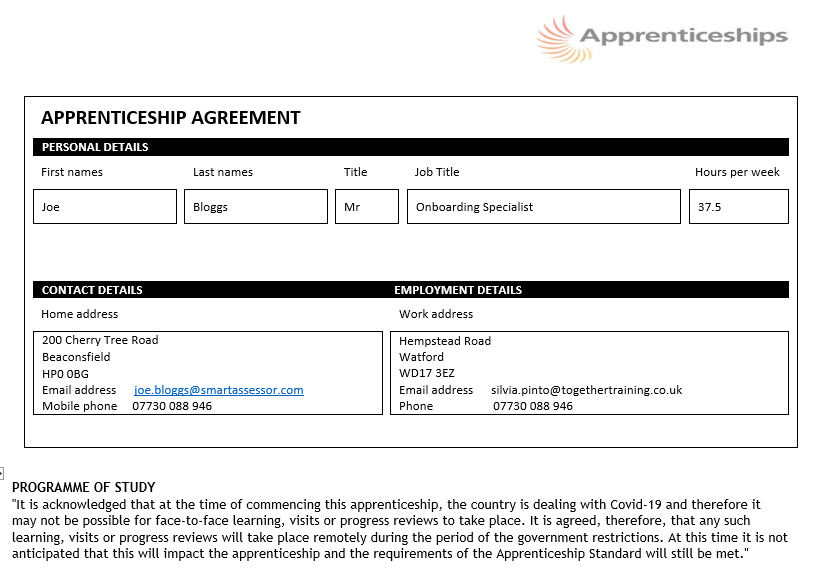 Apprenticeships
APPRENTICESHIP AGREEMENT
PERSONAL DETAILS
First names Last names Title Job Title Hours per week
Joe Bloggs Mr Onboarding Specialist 37.5
CONTACT DETAILS EMPLOYMENT DETAILS
Home address Work address
200 Cherry Tree Road
Beaconsfield
HP0 0BG
Email address joe.bloggs@smartassessor.com
Mobile phone 07730 088 946
Hempstead Road
Watford
WD17 3EZ
Email address silvia.pinto@togethertraining.co.uk
Phone 07730 088 946
PROGRAMME OF STUDY
"It is acknowledged that at the time of commencing this apprenticeship, the country is dealing with Covid-19 and therefore it
may not be possible for face-to-face learning, visits or progress reviews to take place. It is agreed, therefore, that any such
learning, visits or progress reviews will take place remotely during the period of the government restrictions. At this time it is not
anticipated that this will impact the apprenticeship and the requirements of the Apprenticeship Standard will still be met."